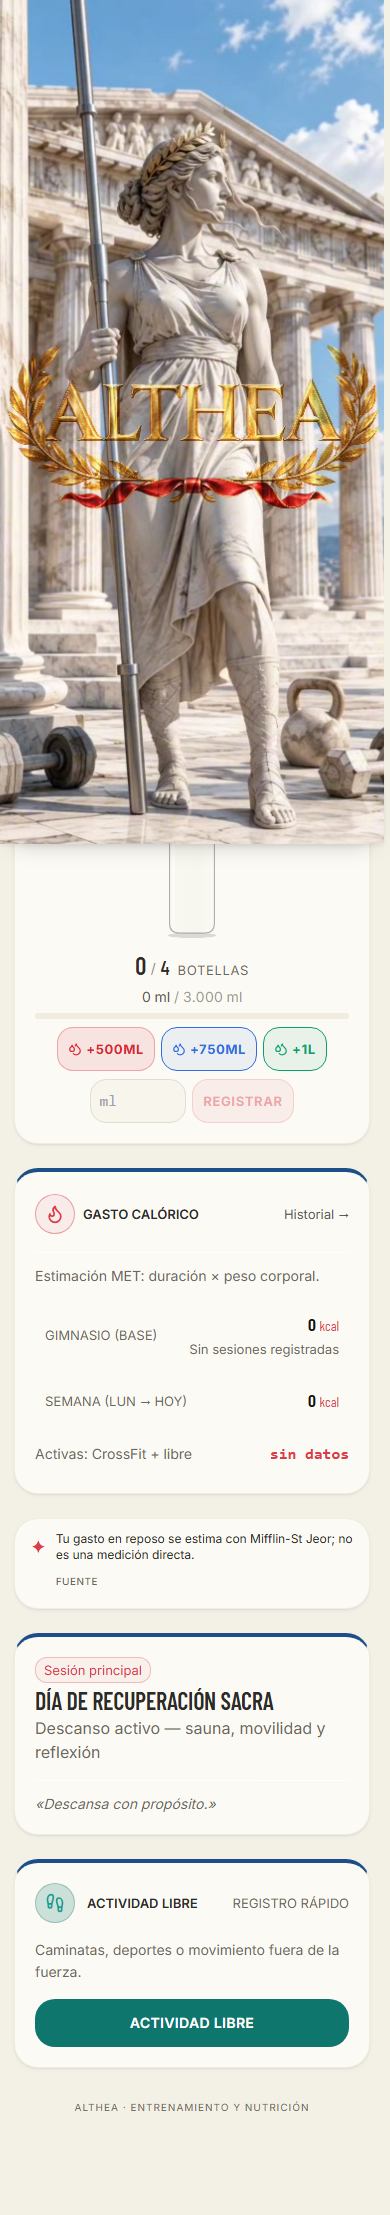 ALTHEA
0 / 4 BOTELLAS
0 ml / 3.000 ml
+500ML +750ML +1L
ml REGISTRAR
GASTO CALÓRICO Historial →
Estimación MET: duración × peso corporal.
GIMNASIO (BASE) 0 kcal
Sin sesiones registradas
SEMANA (LUN → HOY) 0 kcal
Activas: CrossFit + libre sin datos
Tu gasto en reposo se estima con Mifflin-St Jeor; no
es una medición directa.
FUENTE
Sesión principal
DÍA DE RECUPERACIÓN SACRA
Descanso activo — sauna, movilidad y
reflexión
«Descansa con propósito.»
ACTIVIDAD LIBRE REGISTRO RÁPIDO
Caminatas, deportes o movimiento fuera de la
fuerza.
ACTIVIDAD LIBRE
ALTHEA · ENTRENAMIENTO Y NUTRICIÓN